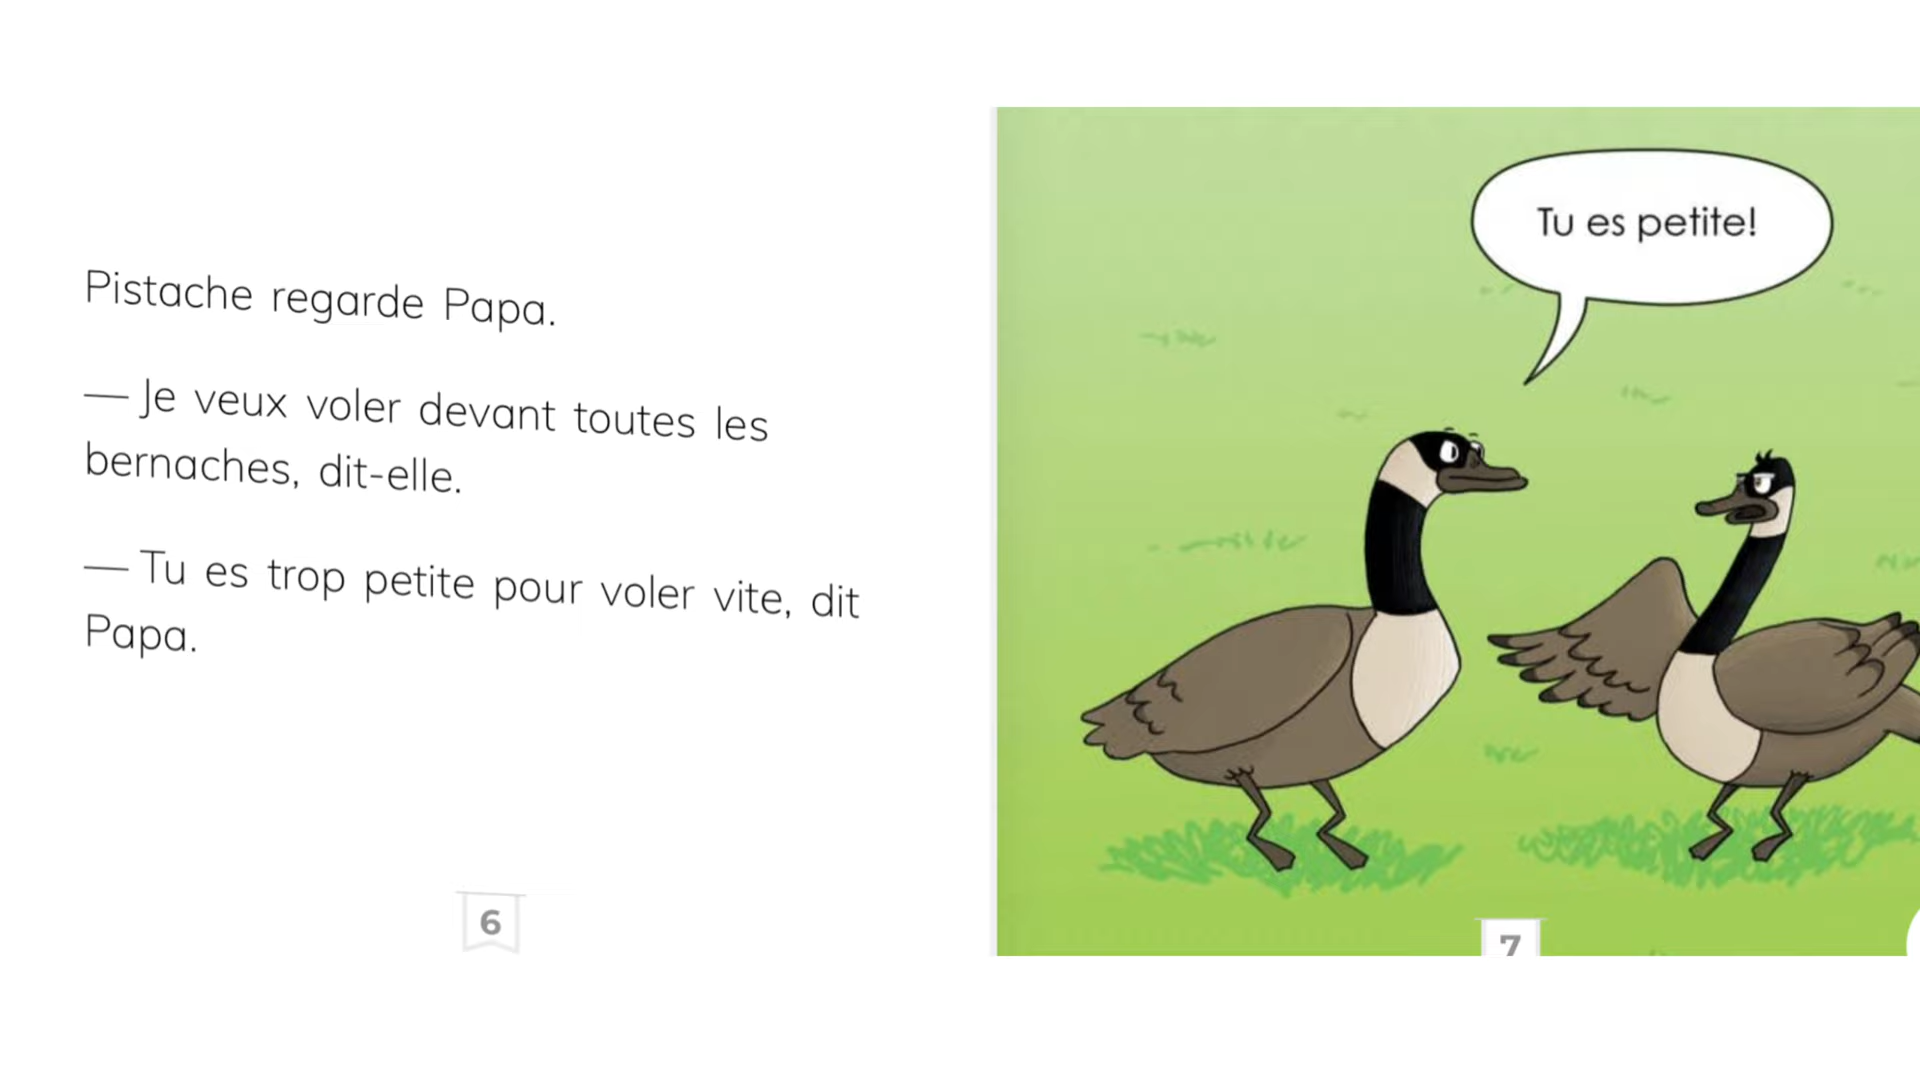 Pistache regarde Papa.
— Je veux voler devant toutes les
bernaches, dit-elle.
— Tu es trop petite pour voler vite, dit
Papa.
6
Tu es petite!
7